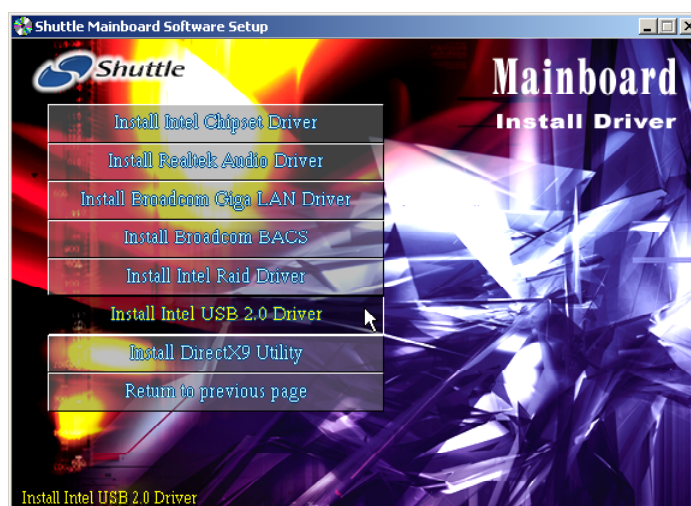 Shuttle Mainboard Software Setup
Shuttle
Mainboard
Install Driver
Install Intel Chipset Driver
Install Realtek Audio Driver
Install Broadcom Giga LAN Driver
Install Broadcom BACS
Install Intel Raid Driver
Install Intel USB 2.0 Driver
Install DirectX9 Utility
Return to previous page
Install Intel USB 2.0 Driver